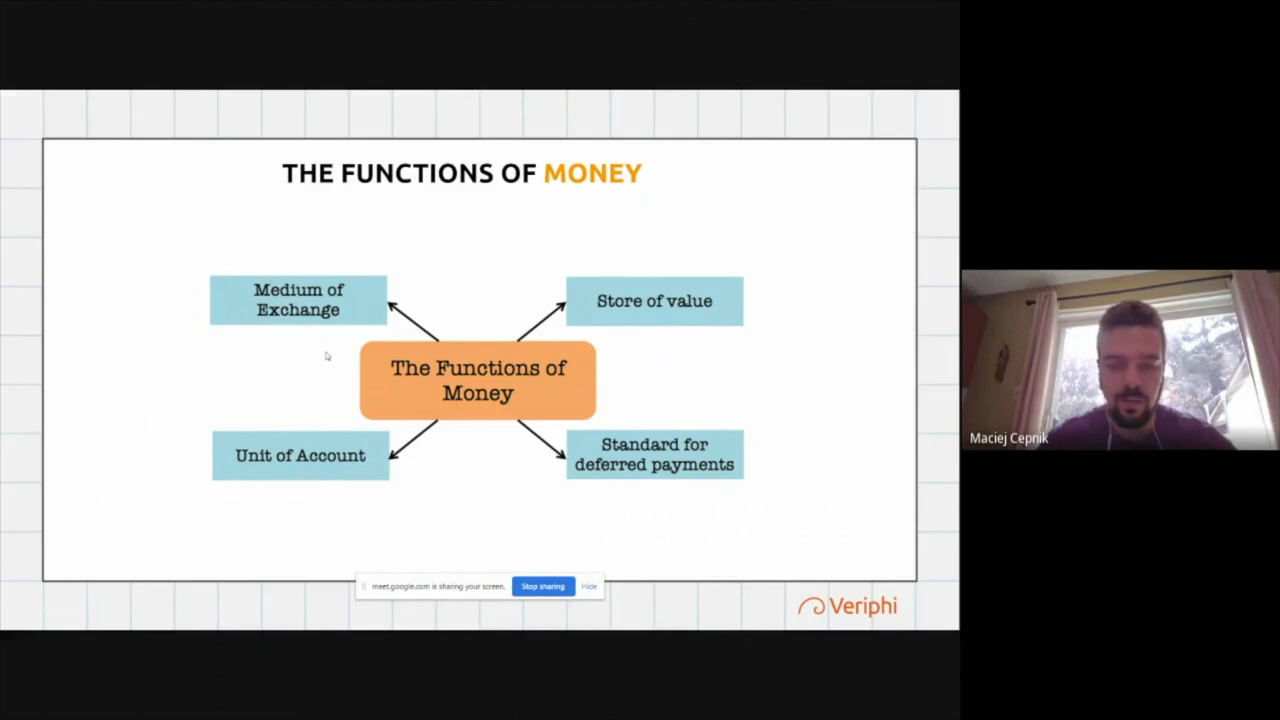 THE FUNCTIONS OF MONEY
Medium of
Exchange
Store of value
The Functions of
Money
Unit of Account
Standard for
deferred payments
meet.google.com is sharing your screen.
Stop sharing
Hide
Veriphi
Maciej Cepnik